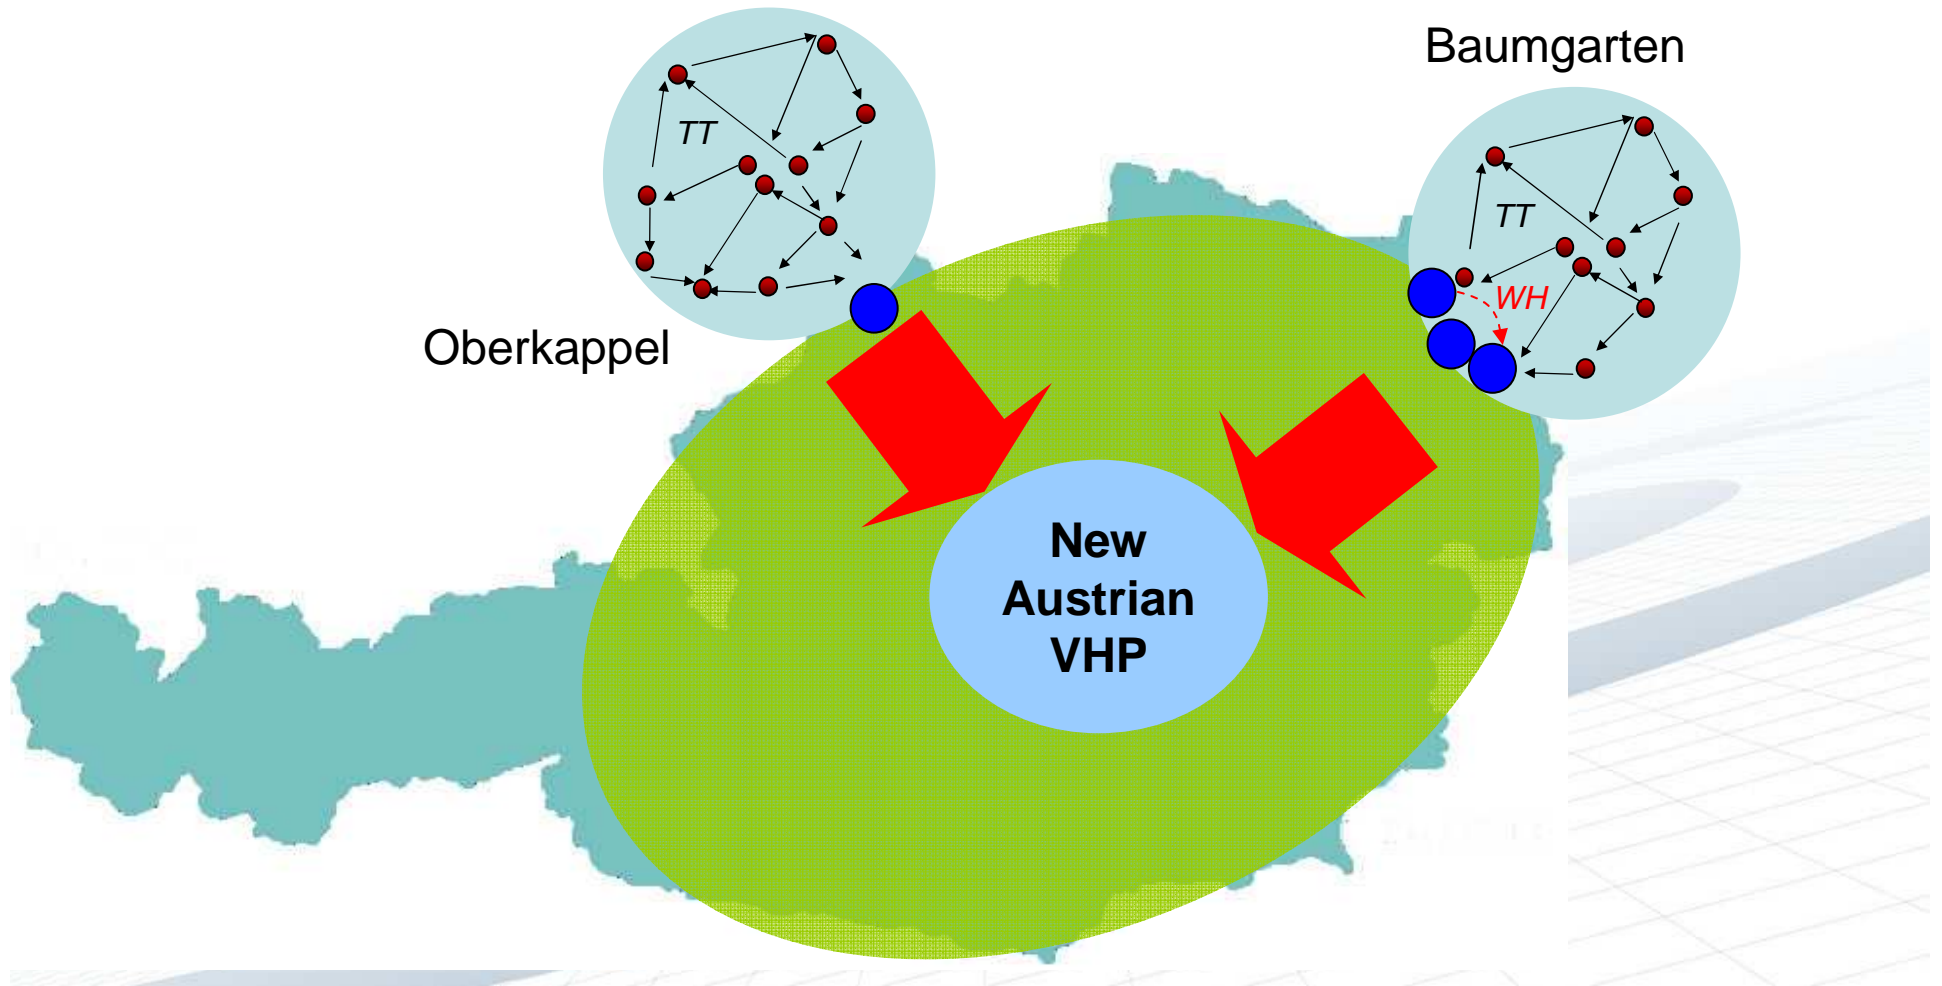 Baumgarten
TT
TT
WH
Oberkappel
New
Austrian
VHP